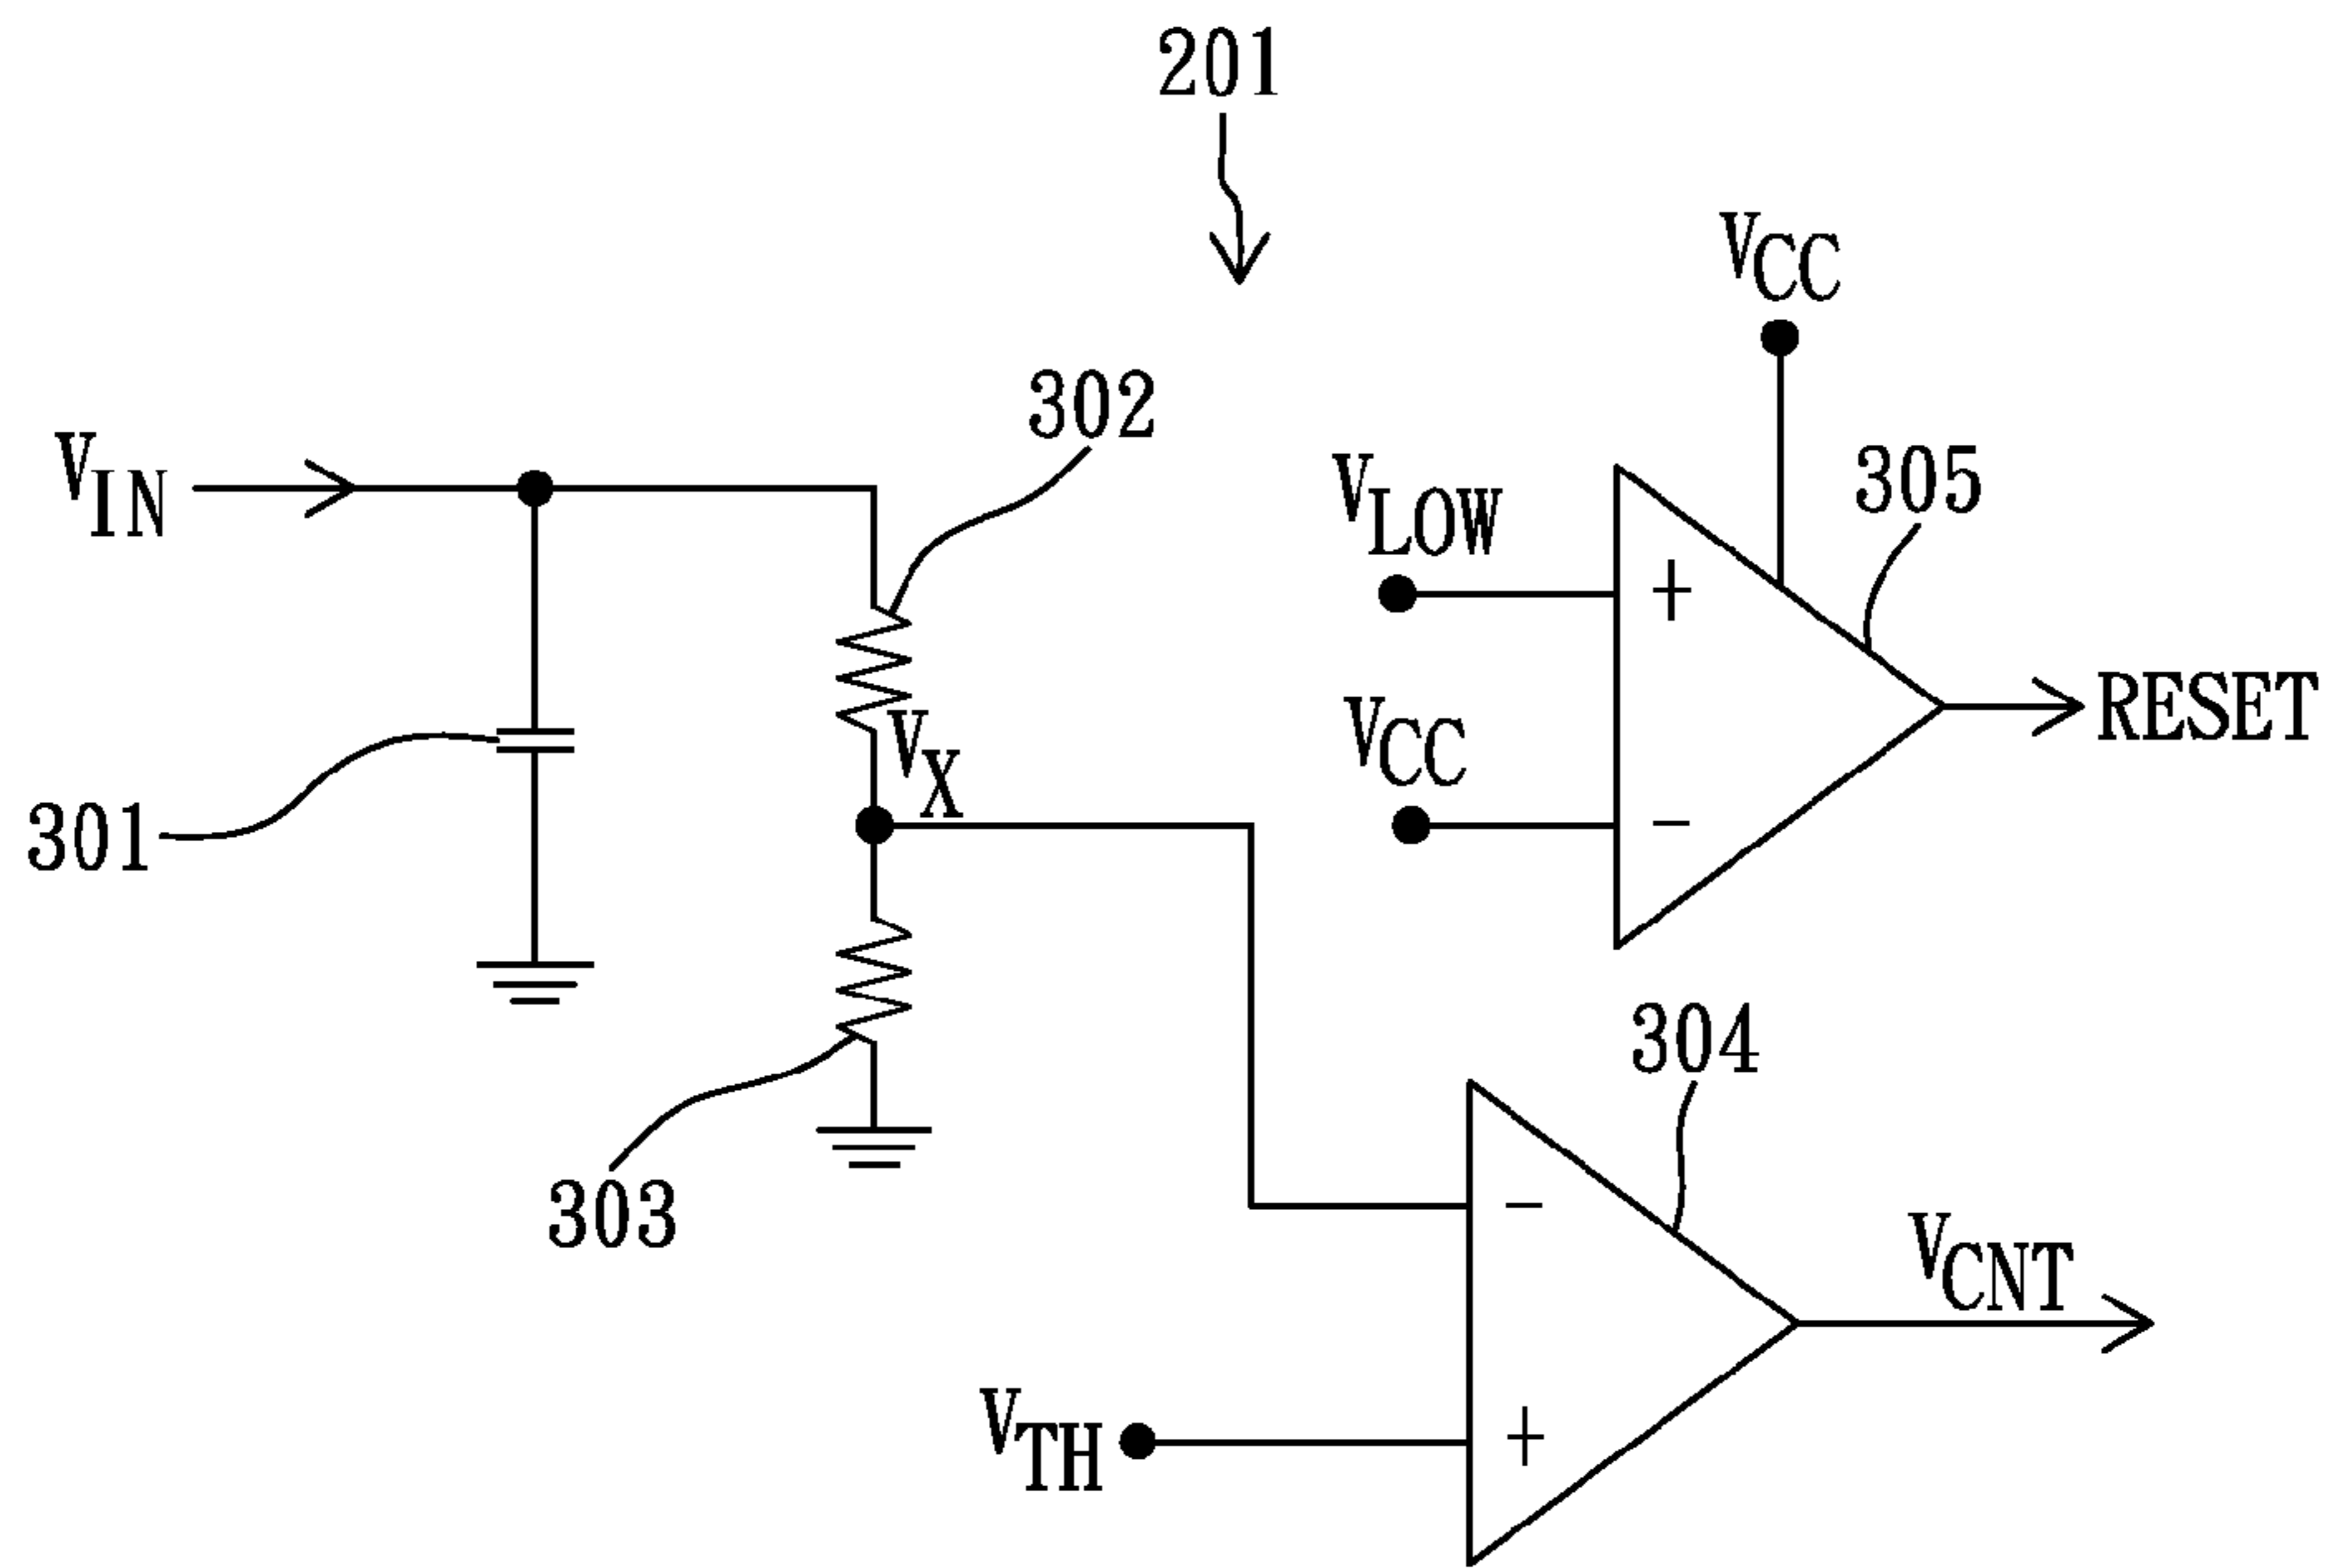 201
V_CC
302
V_IN
V_LOW
305
+
V_CC
RESET
V_X
301
−
304
303
−
V_CNT
V_TH
+